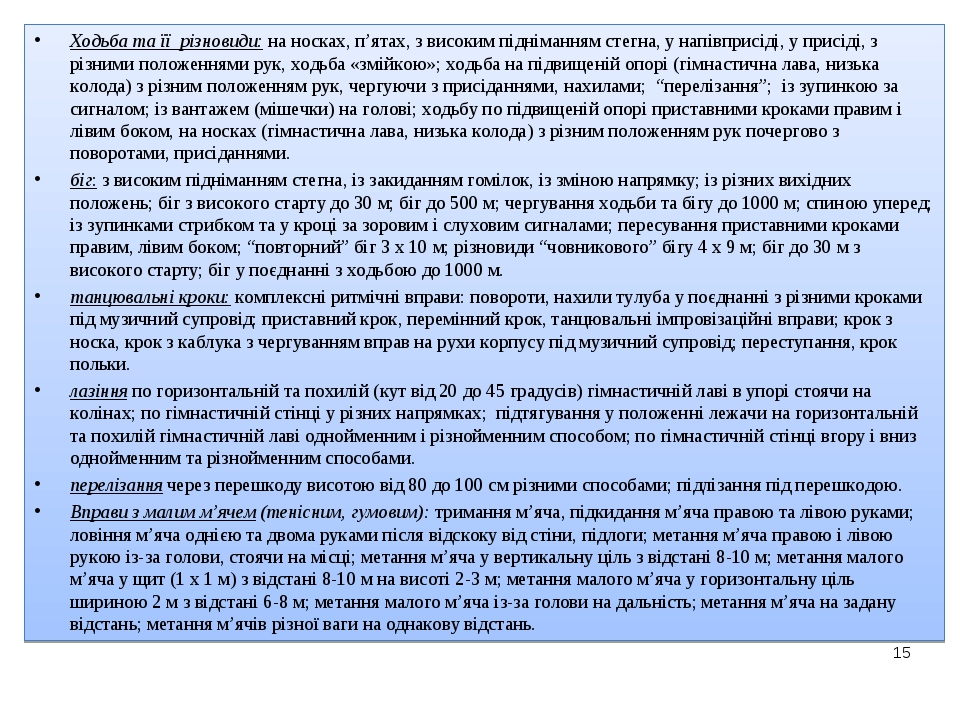 • Ходьба та її  різновиди: на носках, п’ятах, з високим підніманням стегна, у напівприсіді, у присіді, з
різними положеннями рук, ходьба «змійкою»; ходьба на підвищеній опорі (гімнастична лава, низька
колода) з різним положенням рук, чергуючи з присіданнями, нахилами;  “перелізання”;  із зупинкою за
сигналом; із вантажем (мішечки) на голові; ходьбу по підвищеній опорі приставними кроками правим і
лівим боком, на носках (гімнастична лава, низька колода) з різним положенням рук почергово з
поворотами, присіданнями.
• біг: з високим підніманням стегна, із закиданням гомілок, із зміною напрямку; із різних вихідних
положень; біг з високого старту до 30 м; біг до 500 м; чергування ходьби та бігу до 1000 м; спиною уперед;
із зупинками стрибком та у кроці за зоровим і слуховим сигналами; пересування приставними кроками
правим, лівим боком; “повторний” біг 3 х 10 м; різновиди “човникового” бігу 4 х 9 м; біг до 30 м з
високого старту; біг у поєднанні з ходьбою до 1000 м.
• танцювальні кроки: комплексні ритмічні вправи: повороти, нахили тулуба у поєднанні з різними кроками
під музичний супровід; приставний крок, перемінний крок, танцювальні імпровізаційні вправи; крок з
носка, крок з каблука з чергуванням вправ на рухи корпусу під музичний супровід; переступання, крок
польки.
• лазіння по горизонтальній та похилій (кут від 20 до 45 градусів) гімнастичній лаві в упорі стоячи на
колінах; по гімнастичній стінці у різних напрямках;  підтягування у положенні лежачи на горизонтальній
та похилій гімнастичній лаві однойменним і різнойменним способом; по гімнастичній стінці вгору і вниз
однойменним та різнойменним способами.
• перелізання через перешкоду висотою від 80 до 100 см різними способами; підлізання під перешкодою.
• Вправи з малим м’ячем (тенісним, гумовим): тримання м’яча, підкидання м’яча правою та лівою руками;
ловіння м’яча однією та двома руками після відскоку від стіни, підлоги; метання м’яча правою і лівою
рукою із-за голови, стоячи на місці; метання м’яча у вертикальну ціль з відстані 8-10 м; метання малого
м’яча у щит (1 х 1 м) з відстані 8-10 м на висоті 2-3 м; метання малого м’яча у горизонтальну ціль
шириною 2 м з відстані 6-8 м; метання малого м’яча із-за голови на дальність; метання м’яча на задану
відстань; метання м’ячів різної ваги на однакову відстань.
15